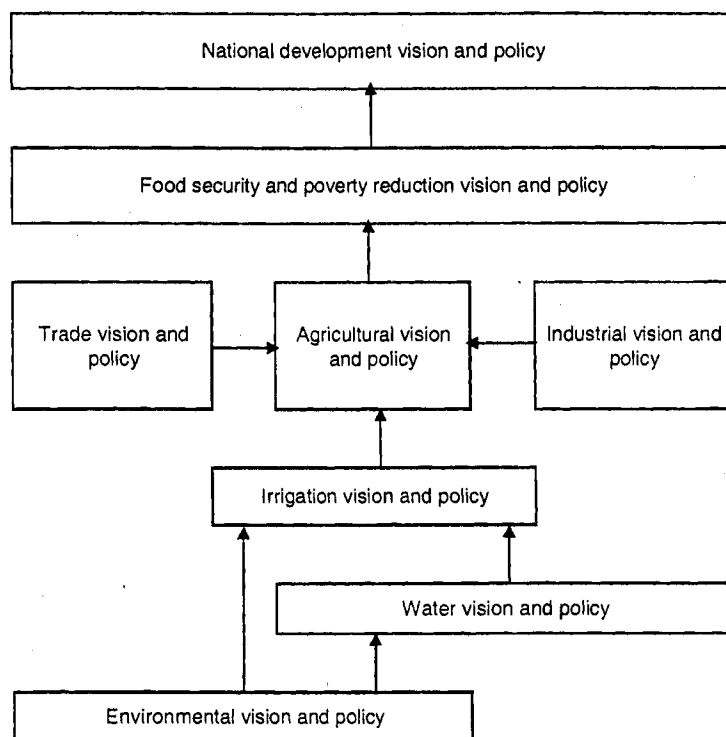 National development vision and policy
Food security and poverty reduction vision and policy
Trade vision and
policy
Agricultural vision
and policy
Industrial vision and
policy
Irrigation vision and policy
Water vision and policy
Environmental vision and policy